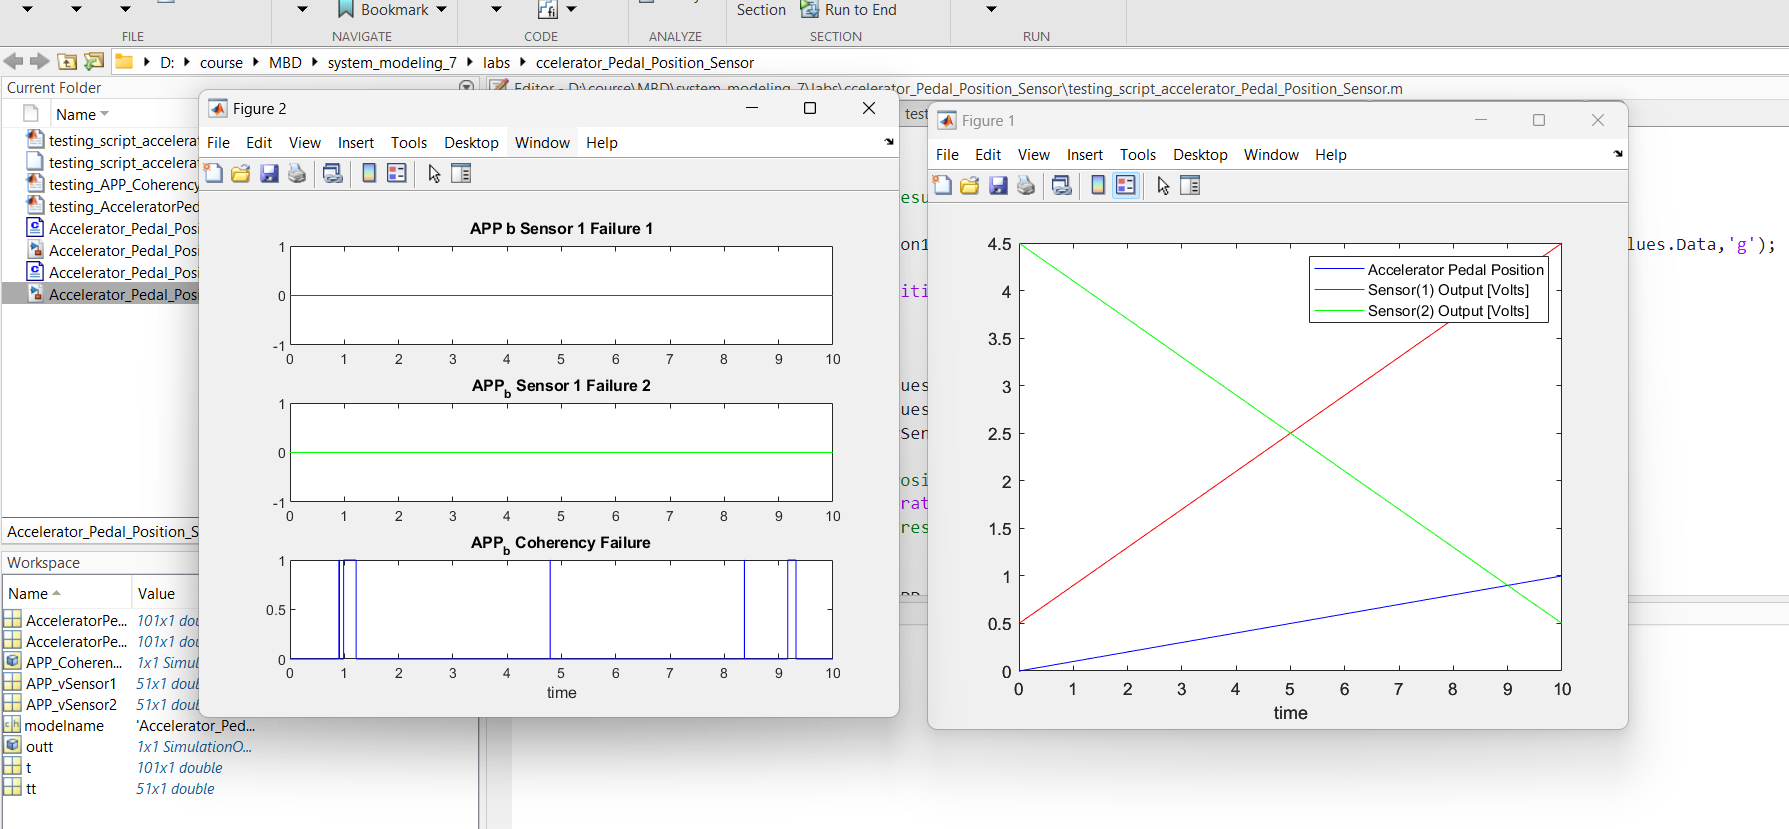 Bookmark
Section
Run to End
FILE
NAVIGATE
CODE
ANALYZE
SECTION
RUN
D: course MBD system_modeling_7 labs ccelerator_Pedal_Position_Sensor
Current Folder
Name
testing_script_accelera
testing_script_accelera
testing_APP_Coherency
testing_AcceleratorPed
Accelerator_Pedal_Posi
Accelerator_Pedal_Posi
Accelerator_Pedal_Posi
Accelerator_Pedal_Posi
Accelerator_Pedal_Position_S
Workspace
Name Value
AcceleratorPe... 101x1 dou
AcceleratorPe... 101x1 dou
APP_Coheren... 1x1 Simul
APP_vSensor1 51x1 double
APP_vSensor2 51x1 double
modelname 'Accelerator_Ped...
outt 1x1 SimulationO...
t 101x1 double
tt 51x1 double
Editor - D:\course\MBD\system_modeling_7\labs\ccelerator_Pedal_Position_Sensor\testing_script_accelerator_Pedal_Position_Sensor.m
test
esu
on1
lues.Data,'g');
iti
ues
ues
Sen
osi
rat
res
Figure 2
File Edit View Insert Tools Desktop Window Help
APP b Sensor 1 Failure 1
1
0
-1
0 1 2 3 4 5 6 7 8 9 10
APPb Sensor 1 Failure 2
1
0
-1
0 1 2 3 4 5 6 7 8 9 10
APPb Coherency Failure
1
0.5
0
0 1 2 3 4 5 6 7 8 9 10
time
Figure 1
File Edit View Insert Tools Desktop Window Help
4.5
4
3.5
3
2.5
2
1.5
1
0.5
0
Accelerator Pedal Position
Sensor(1) Output [Volts]
Sensor(2) Output [Volts]
0 1 2 3 4 5 6 7 8 9 10
time